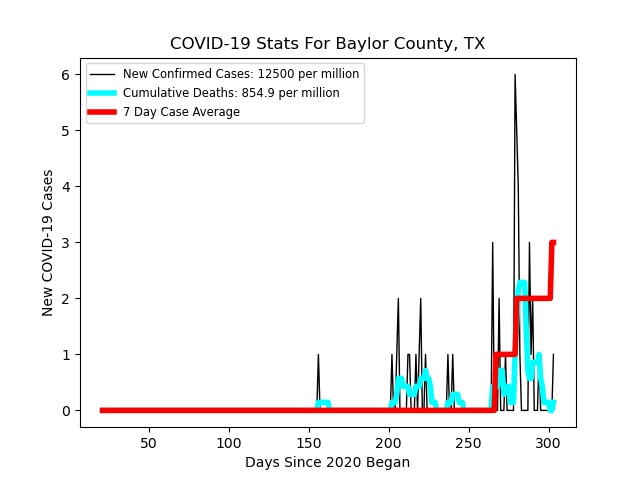 COVID-19 Stats For Baylor County, TX
New Confirmed Cases: 12500 per million
Cumulative Deaths: 854.9 per million
7 Day Case Average
New COVID-19 Cases
6
5
4
3
2
1
0
50 100 150 200 250 300
Days Since 2020 Began